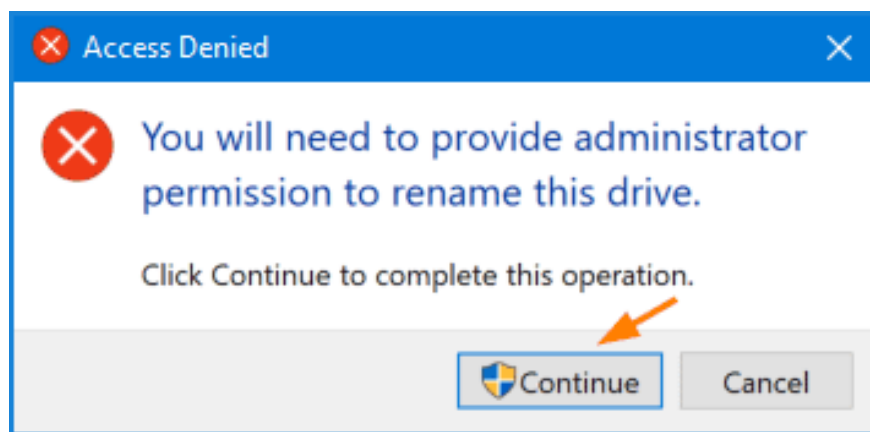 Access Denied
You will need to provide administrator
permission to rename this drive.
Click Continue to complete this operation.
Continue
Cancel